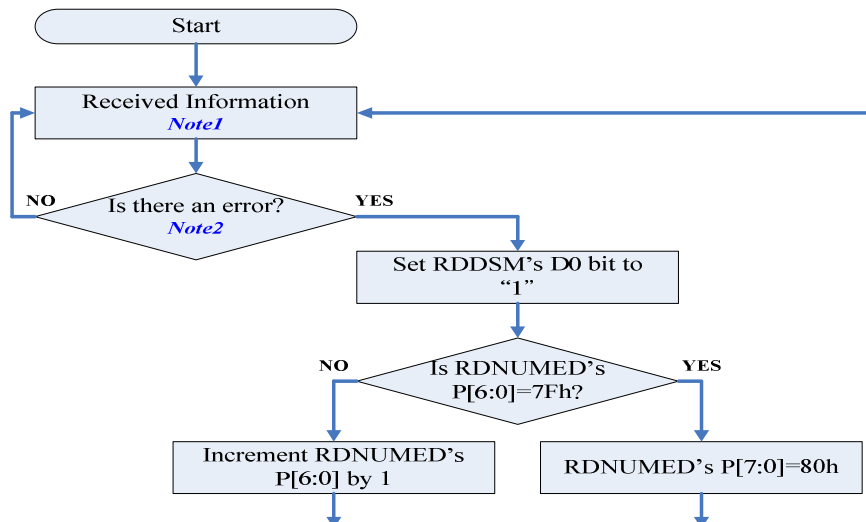 Start
Received Information
Note1
Is there an error?
Note2
NO
YES
Set RDDSM's D0 bit to
“1”
Is RDNUMED's
P[6:0]=7Fh?
NO
YES
Increment RDNUMED's
P[6:0] by 1
RDNUMED's P[7:0]=80h